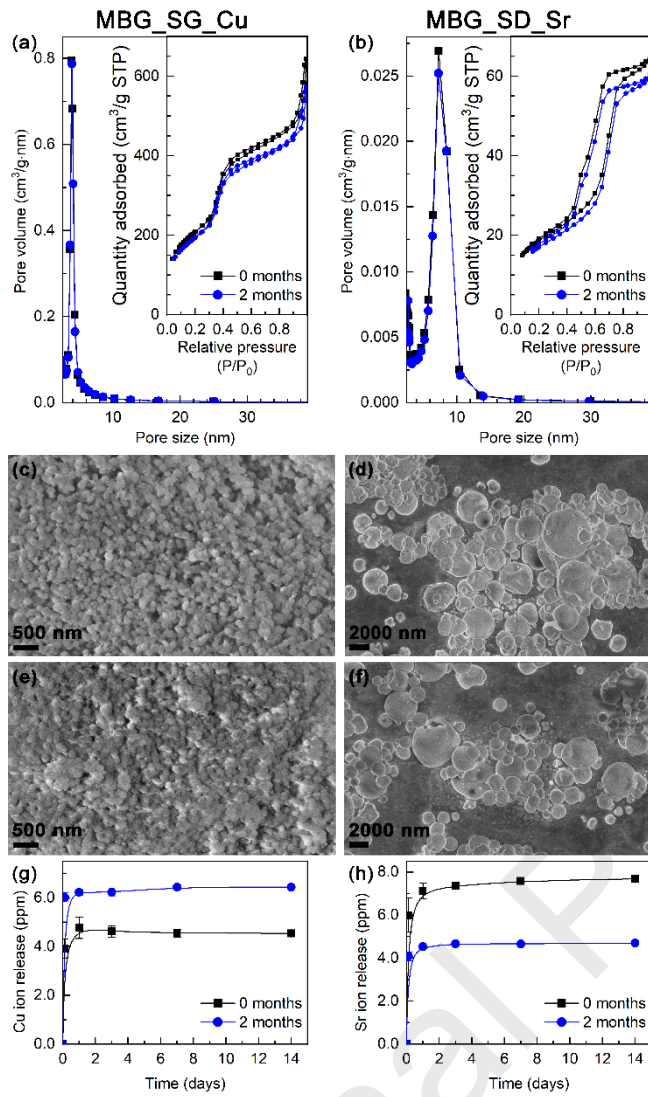 MBG_SG_Cu
MBG_SD_Sr
(a)
Pore volume (cm³/g·nm)
0.8
0.6
0.4
0.2
0.0
10 20 30
Pore size (nm)
Quantity adsorbed (cm³/g STP)
600
400
200
0
0.0 0.2 0.4 0.6 0.8
Relative pressure
(P/P₀)
0 months
2 months
(b)
Pore volume (cm³/g·nm)
0.025
0.020
0.015
0.010
0.005
0.000
10 20 30
Pore size (nm)
Quantity adsorbed (cm³/g STP)
60
40
20
0
0.0 0.2 0.4 0.6 0.8
Relative pressure
(P/P₀)
0 months
2 months
(c)
500 nm
(d)
2000 nm
(e)
500 nm
(f)
2000 nm
(g)
Cu ion release (ppm)
6.0
4.0
2.0
0.0
0 2 4 6 8 10 12 14
Time (days)
0 months
2 months
(h)
Sr ion release (ppm)
8.0
6.0
4.0
2.0
0.0
0 2 4 6 8 10 12 14
Time (days)
0 months
2 months